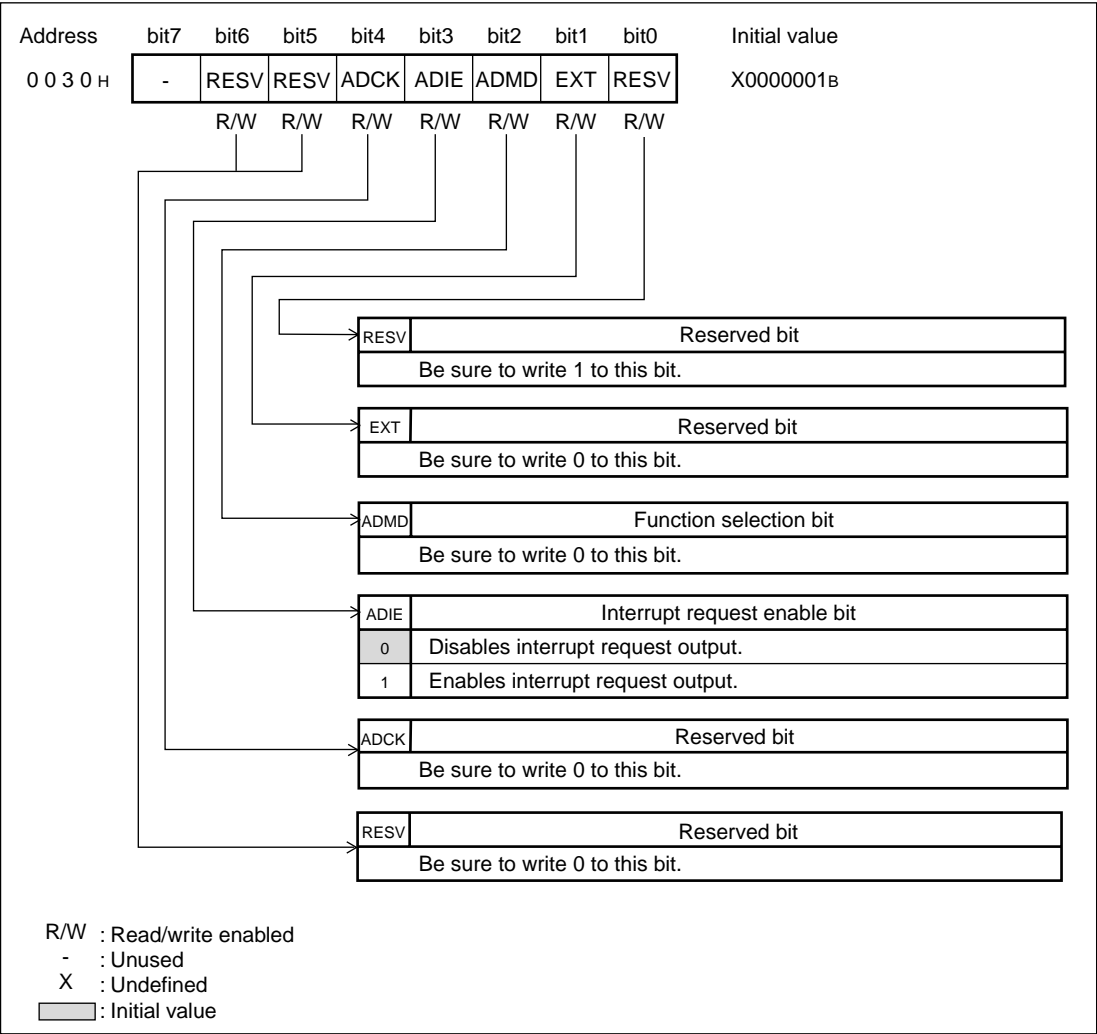 Address bit7 bit6 bit5 bit4 bit3 bit2 bit1 bit0 Initial value
0 0 3 0 H - RESV RESV ADCK ADIE ADMD EXT RESV X0000001B
R/W R/W R/W R/W R/W R/W R/W
RESV Reserved bit
Be sure to write 1 to this bit.
EXT Reserved bit
Be sure to write 0 to this bit.
ADMD Function selection bit
Be sure to write 0 to this bit.
ADIE Interrupt request enable bit
0 Disables interrupt request output.
1 Enables interrupt request output.
ADCK Reserved bit
Be sure to write 0 to this bit.
RESV Reserved bit
Be sure to write 0 to this bit.
R/W : Read/write enabled
- : Unused
X : Undefined
: Initial value